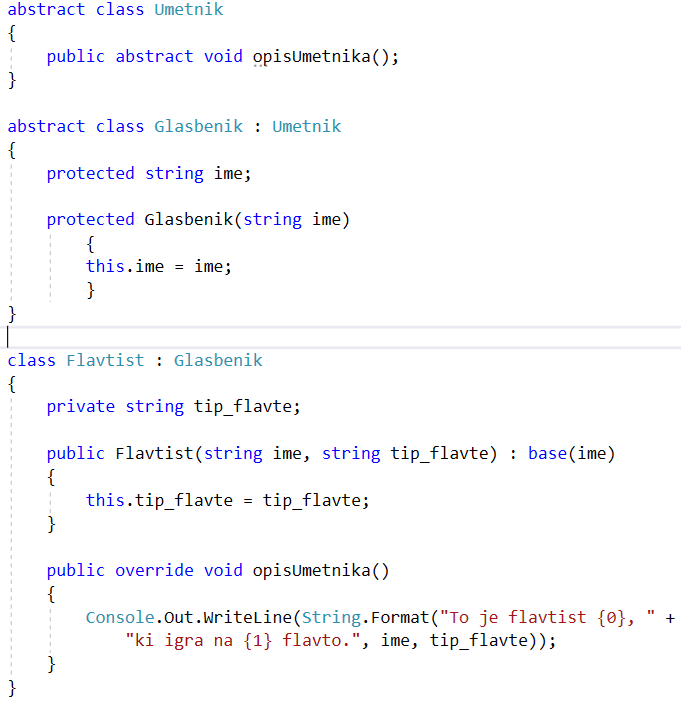 abstract class Umetnik
{
    public abstract void opisUmetnika();
}

abstract class Glasbenik : Umetnik
{
    protected string ime;

    protected Glasbenik(string ime)
        {
        this.ime = ime;
        }
}

class Flavtist : Glasbenik
{
    private string tip_flavte;

    public Flavtist(string ime, string tip_flavte) : base(ime)
    {
        this.tip_flavte = tip_flavte;
    }

    public override void opisUmetnika()
    {
        Console.Out.WriteLine(String.Format("To je flavtist {0}, " +
            "ki igra na {1} flavto.", ime, tip_flavte));
    }
}